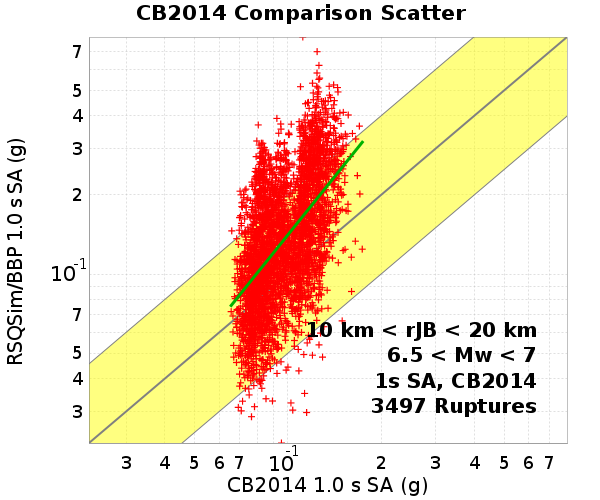 CB2014 Comparison Scatter
RSQSim/BBP 1.0 s SA (g)
7
5
4
3
2
10-1
7
5
4
3
10 km < rJB < 20 km
6.5 < Mw < 7
1s SA, CB2014
3497 Ruptures
3 4 5 6 7 10-1 2 3 4 5 6 7
CB2014 1.0 s SA (g)